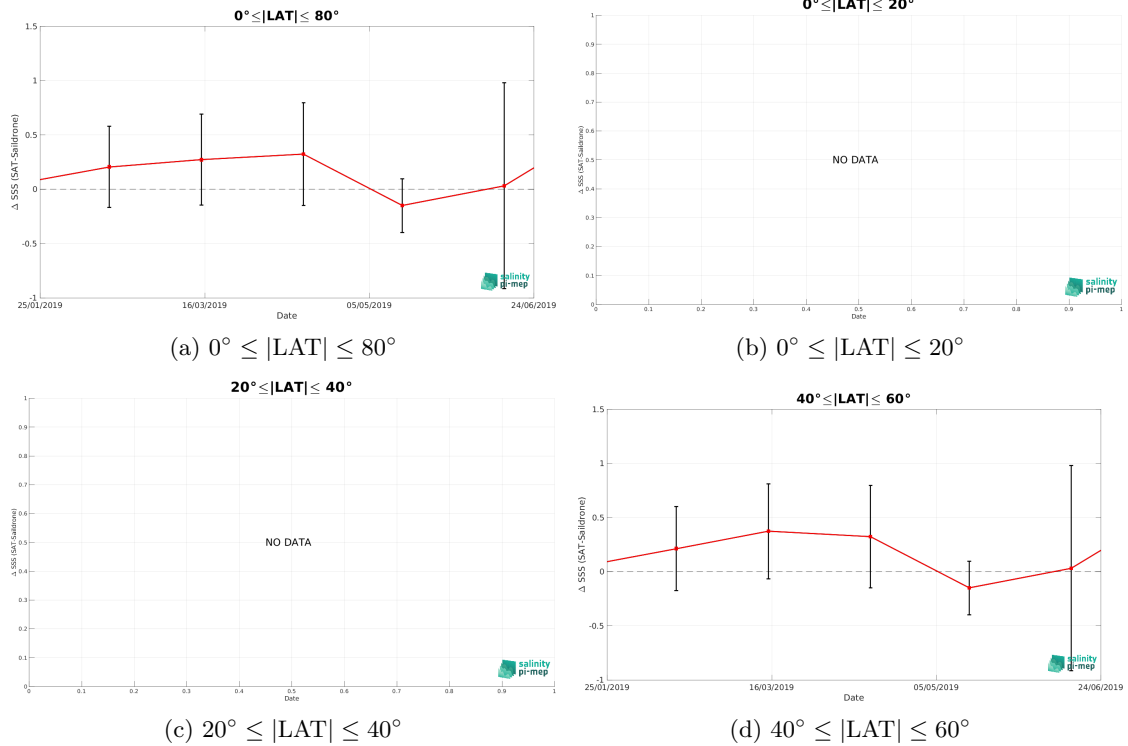 0°≤|LAT|≤ 80°
1.5
1
0.5
0
-0.5
-1
Δ SSS (SAT-Saildrone)
25/01/2019 16/03/2019 05/05/2019 24/06/2019
Date
salinity
pi-mep
(a) 0° ≤ |LAT| ≤ 80°
0°≤|LAT|≤ 20°
1
0.9
0.8
0.7
0.6
0.5
0.4
0.3
0.2
0.1
0
Δ SSS (SAT-Saildrone)
NO DATA
0 0.1 0.2 0.3 0.4 0.5 0.6 0.7 0.8 0.9 1
Date
salinity
pi-mep
(b) 0° ≤ |LAT| ≤ 20°
20°≤|LAT|≤ 40°
1
0.9
0.8
0.7
0.6
0.5
0.4
0.3
0.2
0.1
0
Δ SSS (SAT-Saildrone)
NO DATA
0 0.1 0.2 0.3 0.4 0.5 0.6 0.7 0.8 0.9 1
Date
salinity
pi-mep
(c) 20° ≤ |LAT| ≤ 40°
40°≤|LAT|≤ 60°
1.5
1
0.5
0
-0.5
-1
Δ SSS (SAT-Saildrone)
25/01/2019 16/03/2019 05/05/2019 24/06/2019
Date
salinity
pi-mep
(d) 40° ≤ |LAT| ≤ 60°